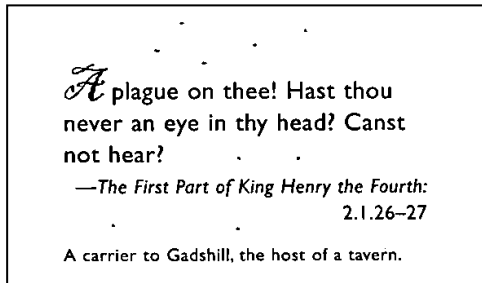 A plague on thee! Hast thou
never an eye in thy head? Canst
not hear?
—The First Part of King Henry the Fourth:
2.1.26–27
A carrier to Gadshill, the host of a tavern.